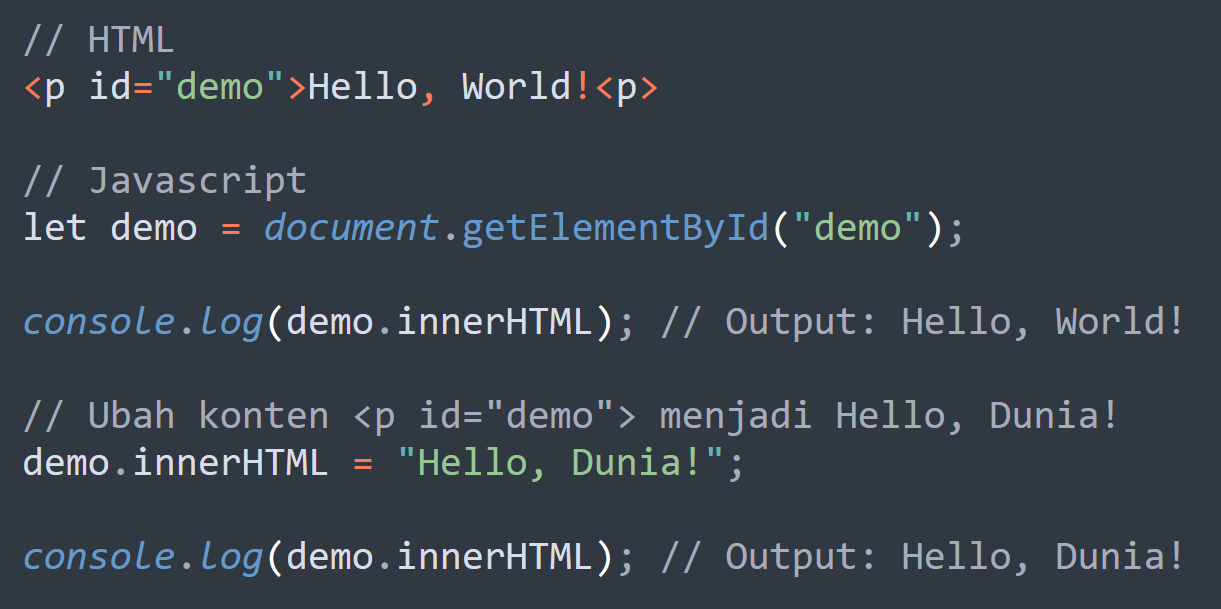 // HTML
<p id="demo">Hello, World!<p>
// Javascript
let demo = document.getElementById("demo");
console.log(demo.innerHTML); // Output: Hello, World!
// Ubah konten <p id="demo"> menjadi Hello, Dunia!
demo.innerHTML = "Hello, Dunia!";
console.log(demo.innerHTML); // Output: Hello, Dunia!